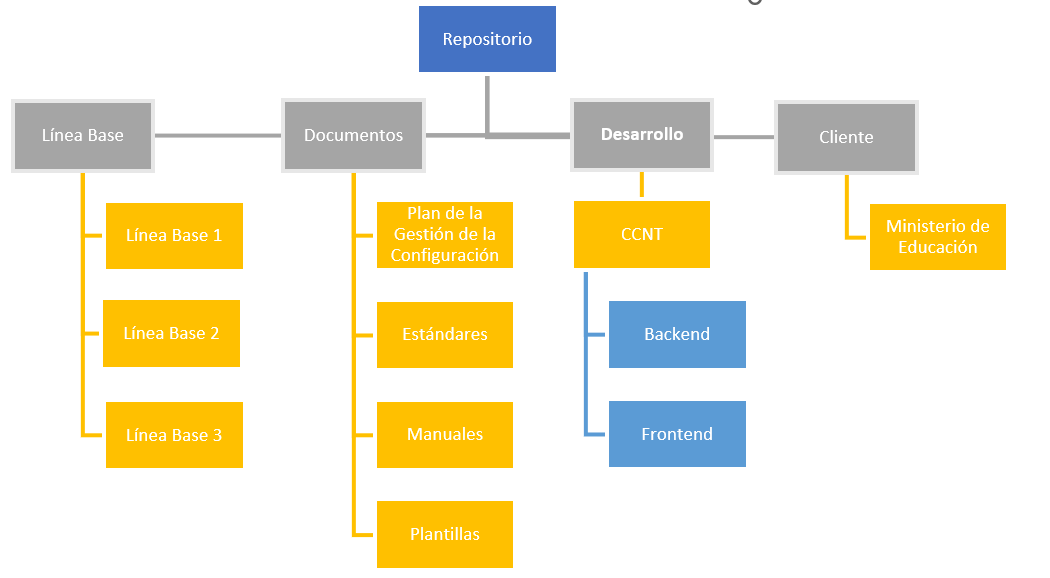 Repositorio
Línea Base
Documentos
Desarrollo
Cliente
Línea Base 1
Línea Base 2
Línea Base 3
Plan de la
Gestión de la
Configuración
Estándares
Manuales
Plantillas
CCNT
Backend
Frontend
Ministerio de
Educación